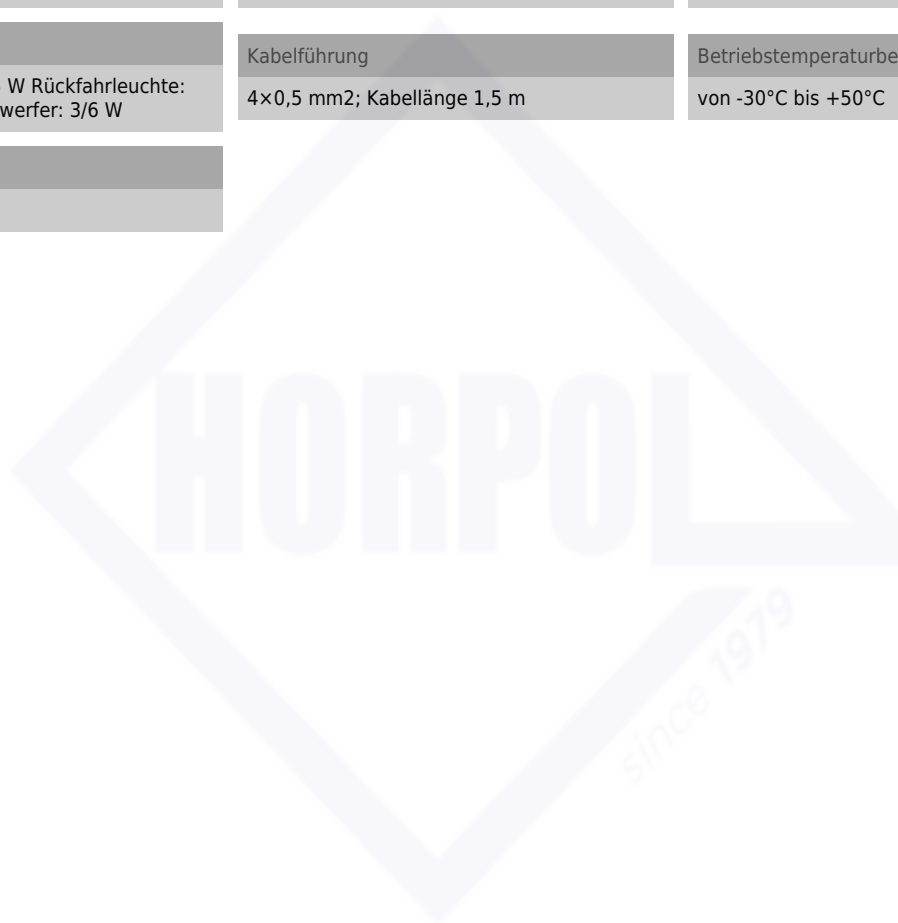 W Rückfahrleuchte:
werfer: 3/6 W
Kabelführung
4×0,5 mm2; Kabellänge 1,5 m
Betriebstemperaturbe
von -30°C bis +50°C
HORPOL
since 1979